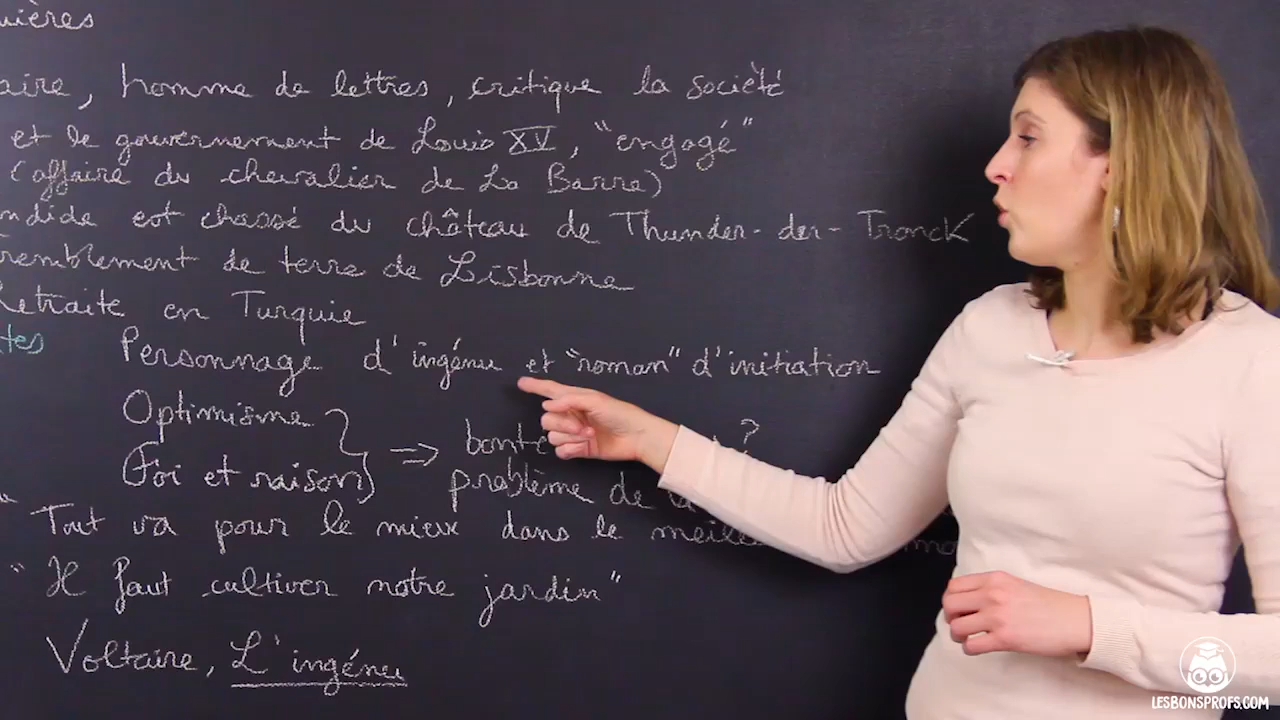 ières
aire, homme de lettres, critique la société
et le gouvernement de Louis XV, "engagé"
(affaire du chevalier de La Barre)
ndide est chassé du château de Thunder-der-Tronck
remblement de terre de Lisbonne
Retraite en Turquie
tes Personnage d'ingénu et "roman" d'initiation
Optimisme
Foi et raison
=> bonté ?
problème de
"Tout va pour le mieux dans le
"Il faut cultiver notre jardin"
Voltaire, L'ingénu
LESBONSPROFS.COM